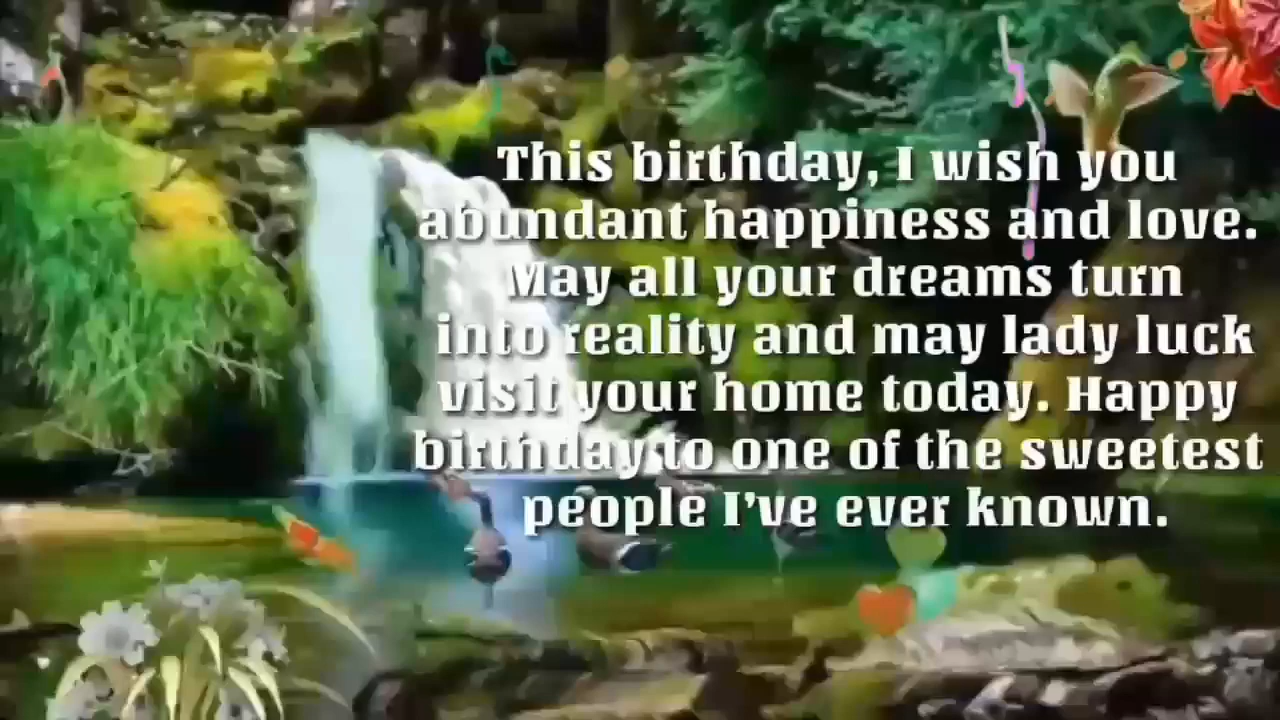 This birthday, I wish you
abundant happiness and love.
May all your dreams turn
into reality and may lady luck
visit your home today. Happy
birthday to one of the sweetest
people I've ever known.